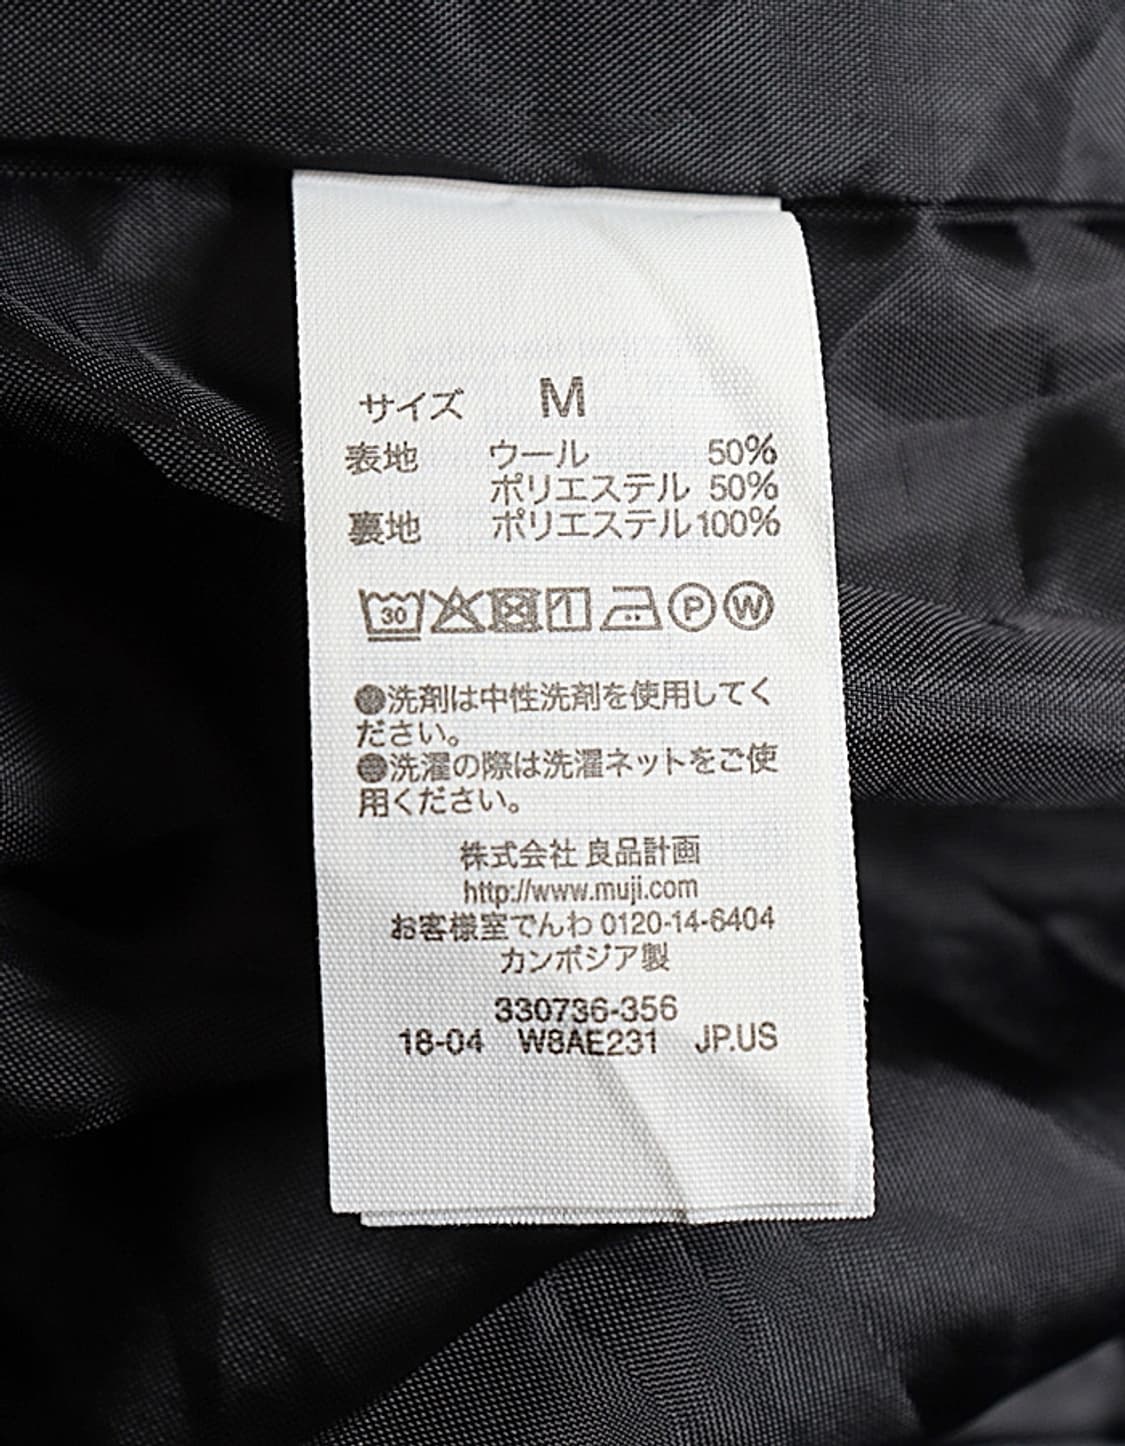 サイズ M
表地 ウール 50%
ポリエステル 50%
裏地 ポリエステル 100%
30 P W
●洗剤は中性洗剤を使用してく
ださい。
●洗濯の際は洗濯ネットをご使
用ください。
株式会社 良品計画
http://www.muji.com
お客様室でんわ 0120-14-6404
カンボジア製
330736-356
18-04 W8AE231 JP.US